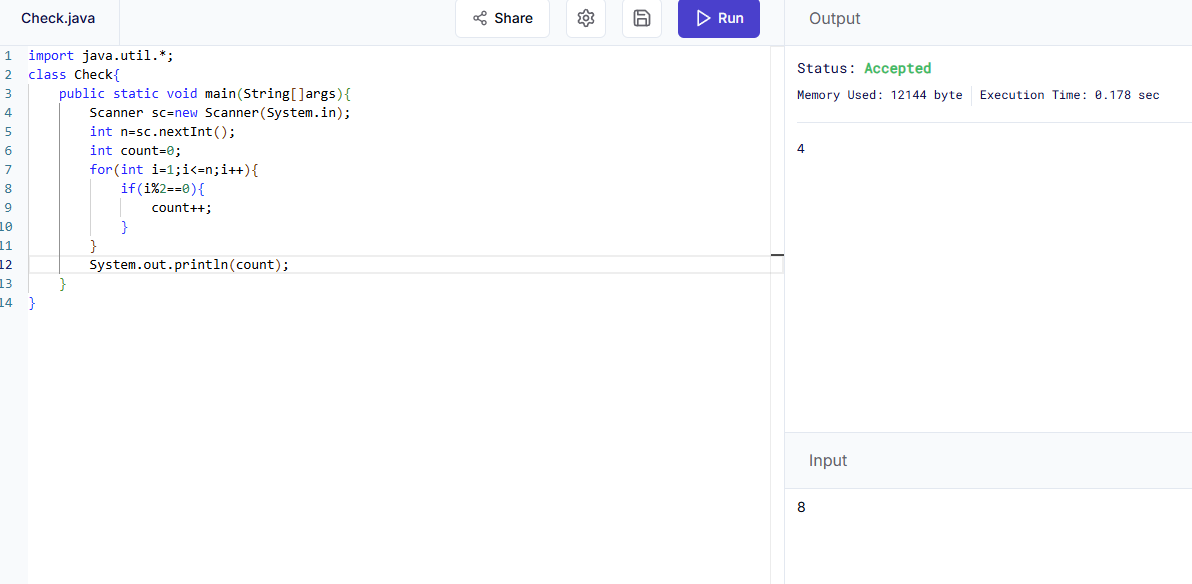 Check.java
Share
Run
1 import java.util.*;
2 class Check{
3 public static void main(String[]args){
4 Scanner sc=new Scanner(System.in);
5 int n=sc.nextInt();
6 int count=0;
7 for(int i=1;i<=n;i++){
8 if(i%2==0){
9 count++;
10 }
11 }
12 System.out.println(count);
13 }
14 }
Output
Status: Accepted
Memory Used: 12144 byte Execution Time: 0.178 sec
4
Input
8